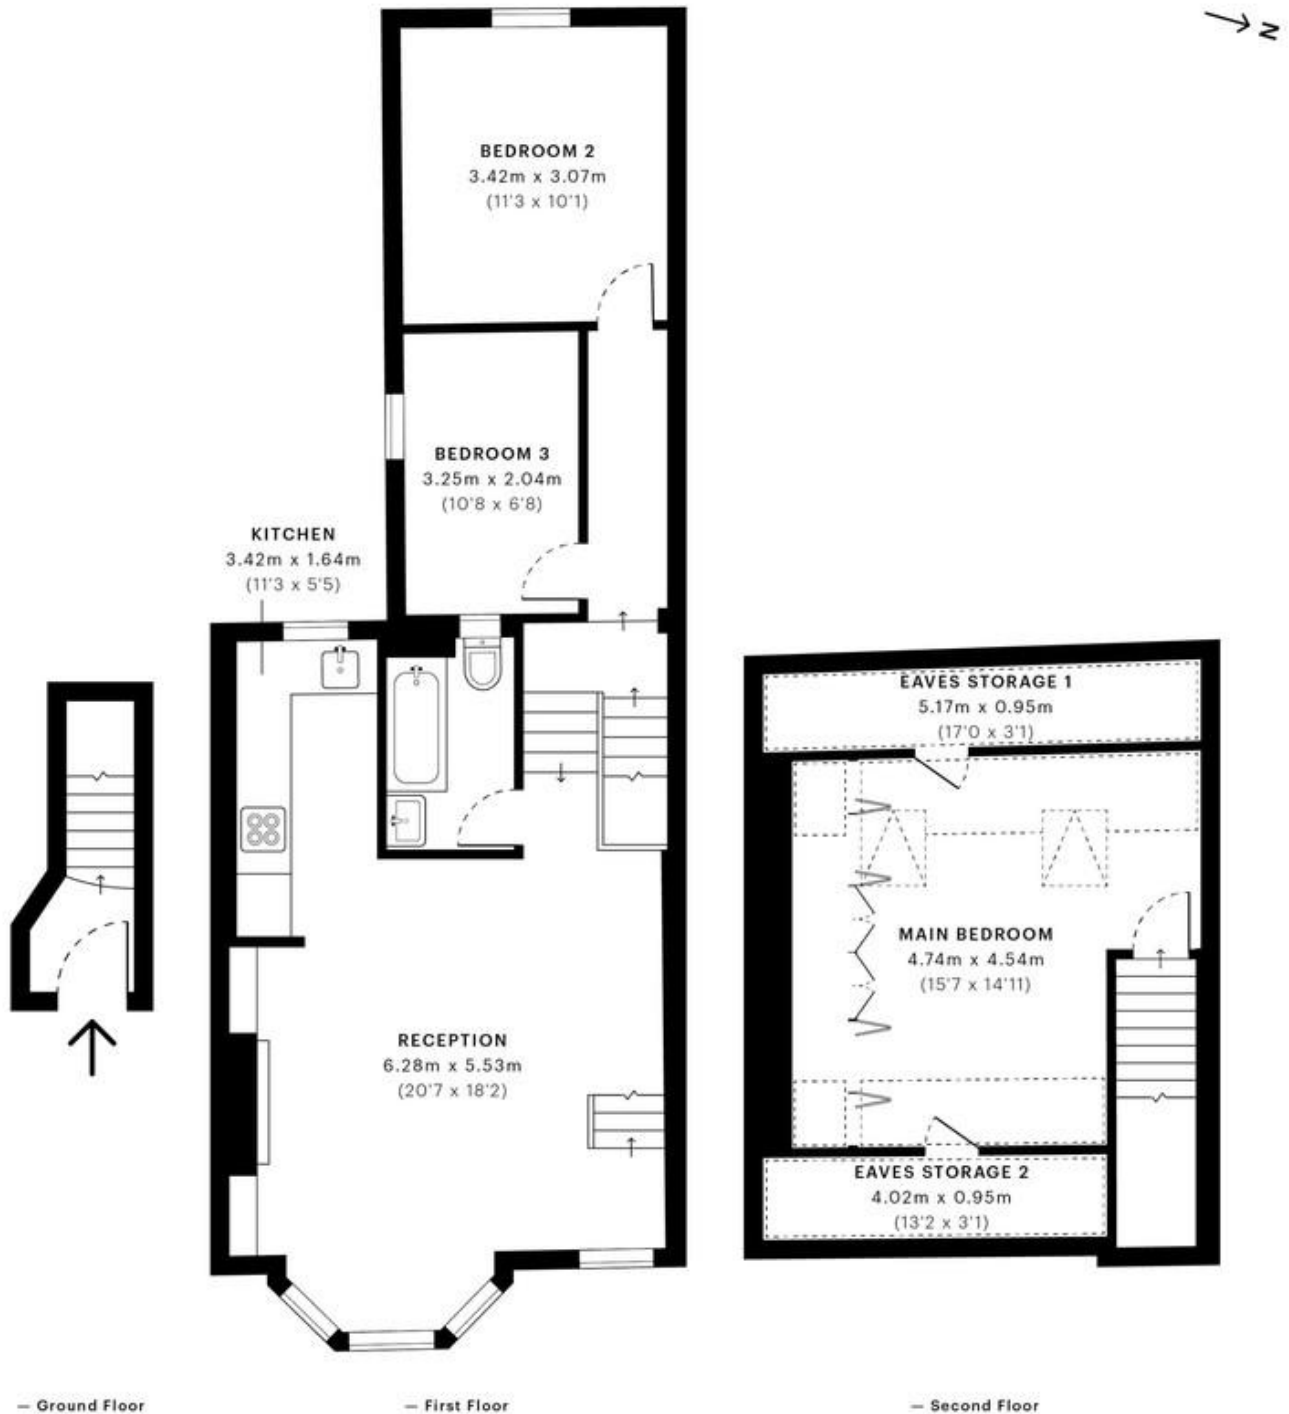 N
BEDROOM 2
3.42m x 3.07m
(11'3 x 10'1)
BEDROOM 3
3.25m x 2.04m
(10'8 x 6'8)
KITCHEN
3.42m x 1.64m
(11'3 x 5'5)
RECEPTION
6.28m x 5.53m
(20'7 x 18'2)
EAVES STORAGE 1
5.17m x 0.95m
(17'0 x 3'1)
MAIN BEDROOM
4.74m x 4.54m
(15'7 x 14'11)
EAVES STORAGE 2
4.02m x 0.95m
(13'2 x 3'1)
— Ground Floor
— First Floor
— Second Floor